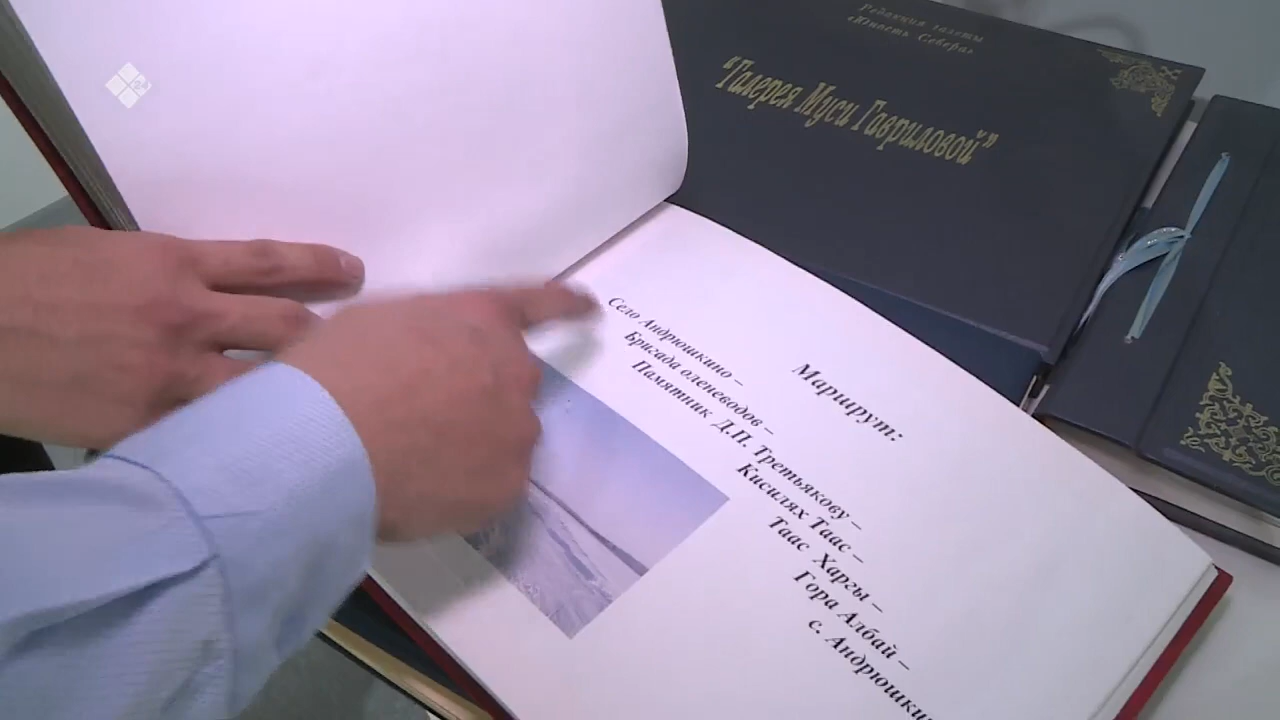 Редакция газеты
«Юность Севера»
“Галерея Муси Гавриловой”
Маршрут:
Село Андрюшкино –
Бригада оленеводов –
Памятник Д.П. Третьякову –
Кисилях Таас –
Таас Харгы –
Гора Албай –
с. Андрюшки
24